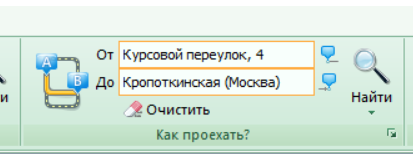 От Курсовой переулок, 4
До Кропоткинская (Москва)
Очистить
Найти
Как проехать?
и
A
B